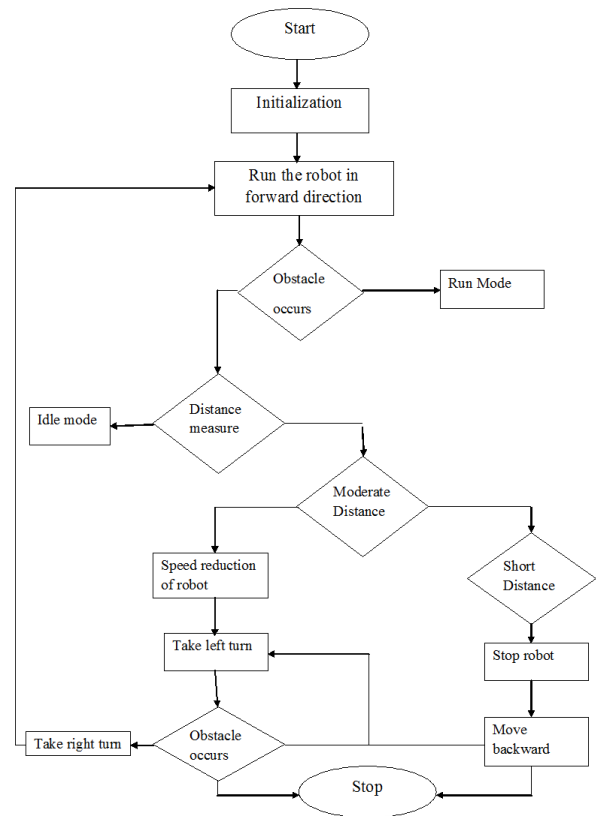 Start
Initialization
Run the robot in
forward direction
Obstacle
occurs
Run Mode
Distance
measure
Idle mode
Moderate
Distance
Speed reduction
of robot
Short
Distance
Take left turn
Stop robot
Obstacle
occurs
Take right turn
Move
backward
Stop